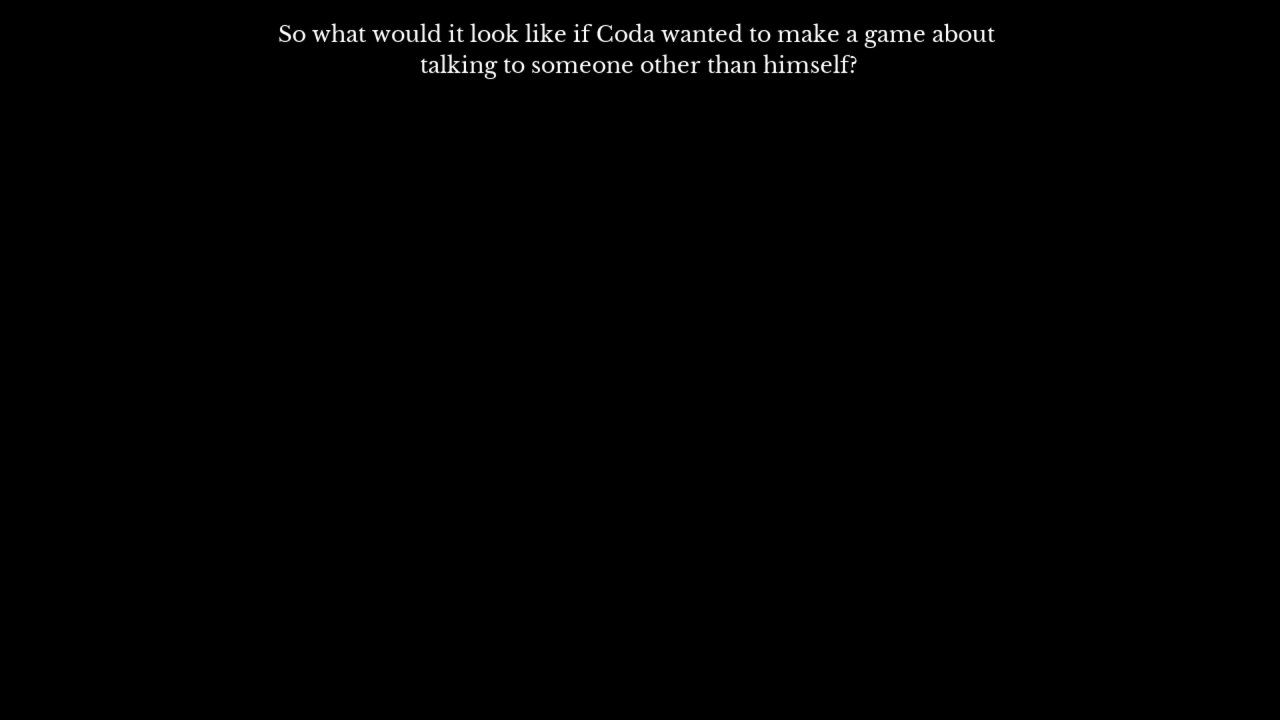 So what would it look like if Coda wanted to make a game about
talking to someone other than himself?